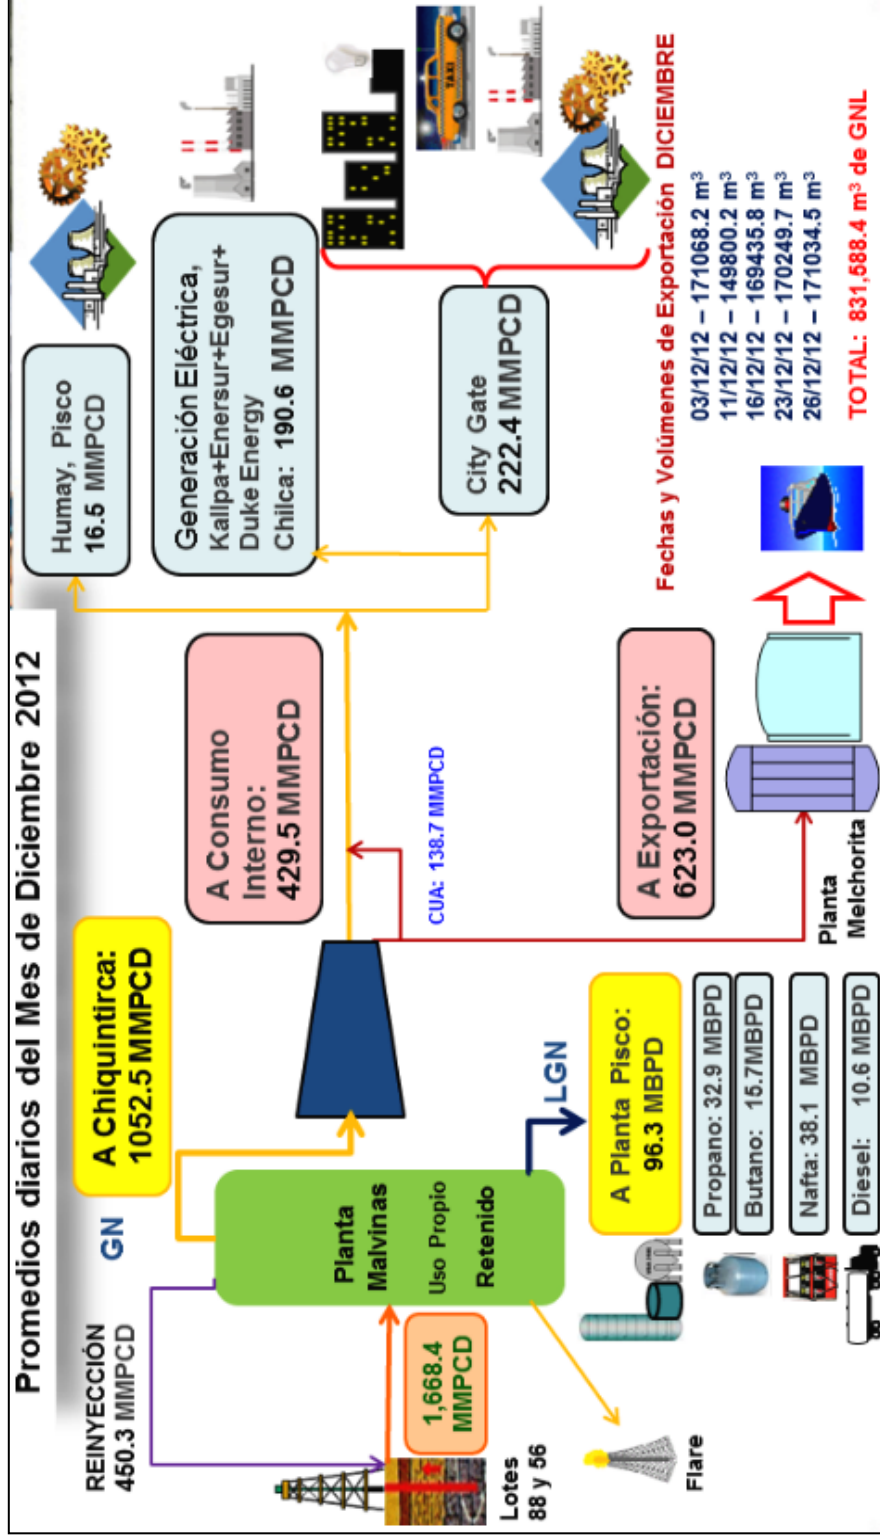 Promedios diarios del Mes de Diciembre 2012
REINYECCIÓN
450.3 MMPCD
GN
A Chiquintirca:
1052.5 MMPCD
A Consumo
Interno:
429.5 MMPCD
Humay, Pisco
16.5 MMPCD
Generación Eléctrica,
Kallpa+Enersur+Egesur+
Duke Energy
Chilca: 190.6 MMPCD
City Gate
222.4 MMPCD
TAXI
CUA: 138.7 MMPCD
Planta
Malvinas
Uso Propio
Retenido
1,668.4
MMPCD
Lotes
88 y 56
Flare
LGN
A Planta Pisco:
96.3 MBPD
Propano: 32.9 MBPD
Butano: 15.7MBPD
Nafta: 38.1 MBPD
Diesel: 10.6 MBPD
A Exportación:
623.0 MMPCD
Planta
Melchorita
Fechas y Volúmenes de Exportación DICIEMBRE
03/12/12 – 171068.2 m³
11/12/12 – 149800.2 m³
16/12/12 – 169435.8 m³
23/12/12 – 170249.7 m³
26/12/12 – 171034.5 m³
TOTAL: 831,588.4 m³ de GNL